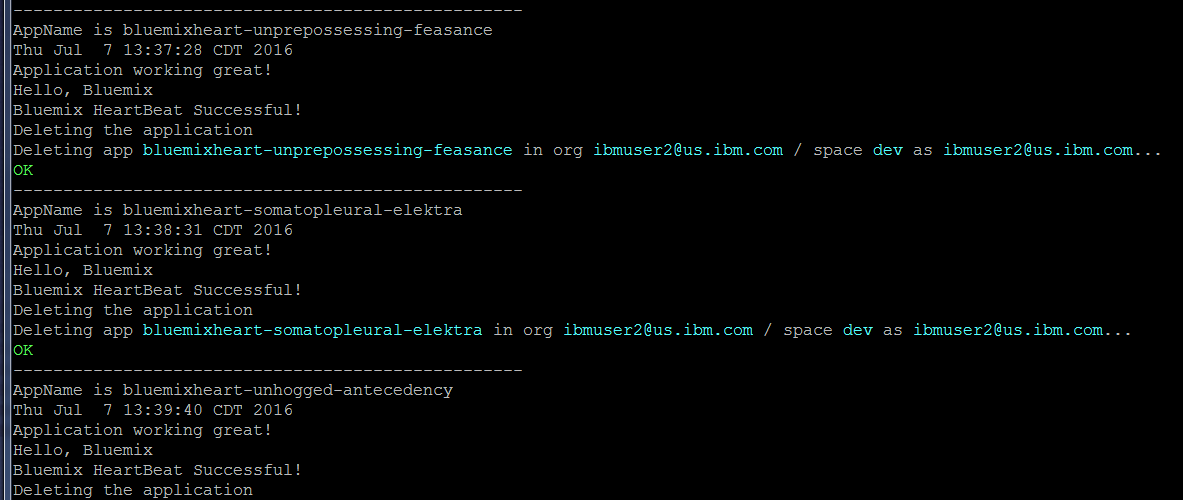 ---------------------------------------------------
AppName is bluemixheart-unprepossessing-feasance
Thu Jul  7 13:37:28 CDT 2016
Application working great!
Hello, Bluemix
Bluemix HeartBeat Successful!
Deleting the application
Deleting app bluemixheart-unprepossessing-feasance in org ibmuser2@us.ibm.com / space dev as ibmuser2@us.ibm.com...
OK
---------------------------------------------------
AppName is bluemixheart-somatopleural-elektra
Thu Jul  7 13:38:31 CDT 2016
Application working great!
Hello, Bluemix
Bluemix HeartBeat Successful!
Deleting the application
Deleting app bluemixheart-somatopleural-elektra in org ibmuser2@us.ibm.com / space dev as ibmuser2@us.ibm.com...
OK
---------------------------------------------------
AppName is bluemixheart-unhogged-antecedency
Thu Jul  7 13:39:40 CDT 2016
Application working great!
Hello, Bluemix
Bluemix HeartBeat Successful!
Deleting the application